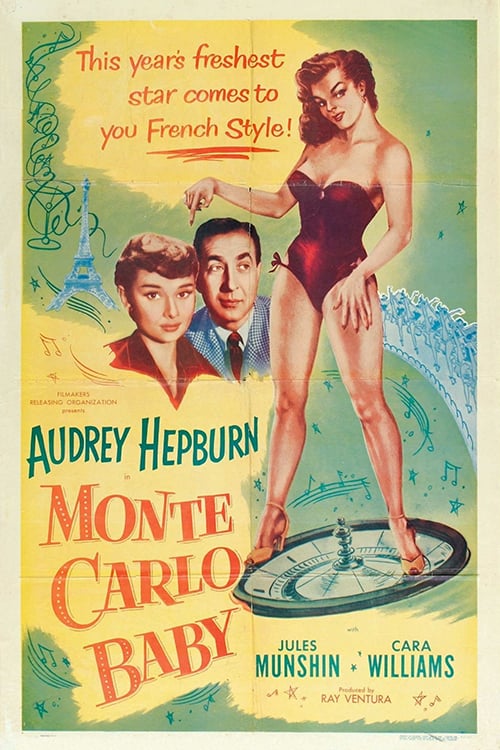 This year's freshest
star comes to
you French Style!
FILMAKERS
RELEASING ORGANIZATION
presents
AUDREY HEPBURN
in
MONTE
CARLO
BABY
with
JULES
MUNSHIN
CARA
WILLIAMS
Produced by
RAY VENTURA